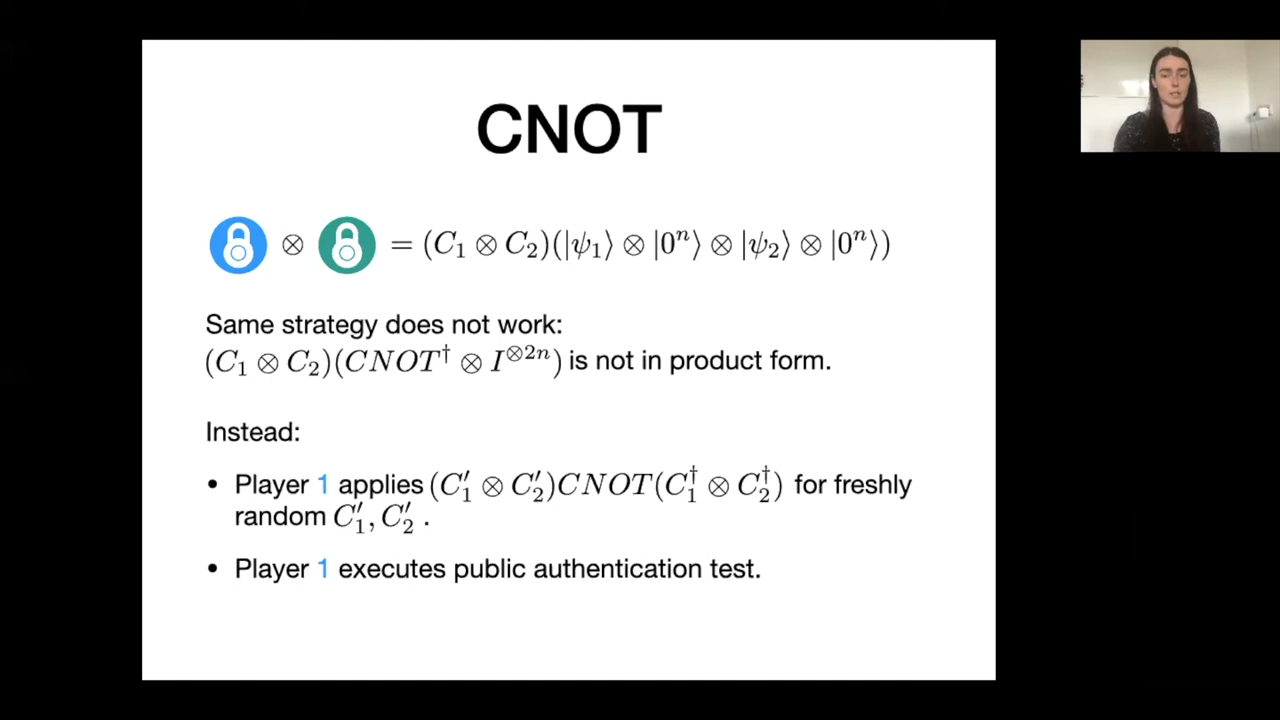 CNOT
⊗ = (C₁ ⊗ C₂)(|ψ₁⟩ ⊗ |0ⁿ⟩ ⊗ |ψ₂⟩ ⊗ |0ⁿ⟩)
Same strategy does not work:
(C₁ ⊗ C₂)(CNOT† ⊗ I^{⊗2n}) is not in product form.
Instead:
• Player 1 applies (C′₁ ⊗ C′₂)CNOT(C₁† ⊗ C₂†) for freshly
random C′₁, C′₂ .
• Player 1 executes public authentication test.